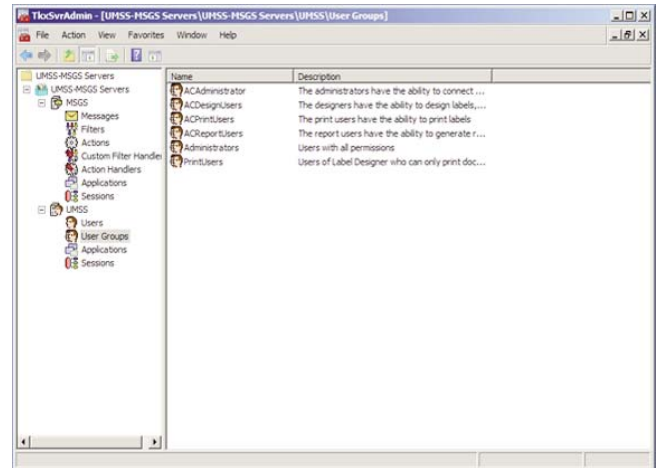 TkxSvrAdmin - [UMSS-MSGS Servers\UMSS-MSGS Servers\UMSS\User Groups]
File Action View Favorites Window Help
UMSS-MSGS Servers
UMSS-MSGS Servers
MSGS
Messages
Filters
Actions
Custom Filter Handler
Action Handlers
Applications
Sessions
UMSS
Users
User Groups
Applications
Sessions
Name Description
ACAdministrator The administrators have the ability to connect ...
ACDesignUsers The designers have the ability to design labels,...
ACPrintUsers The print users have the ability to print labels
ACReportUsers The report users have the ability to generate r...
Administrators Users with all permissions
PrintUsers Users of Label Designer who can only print doc...